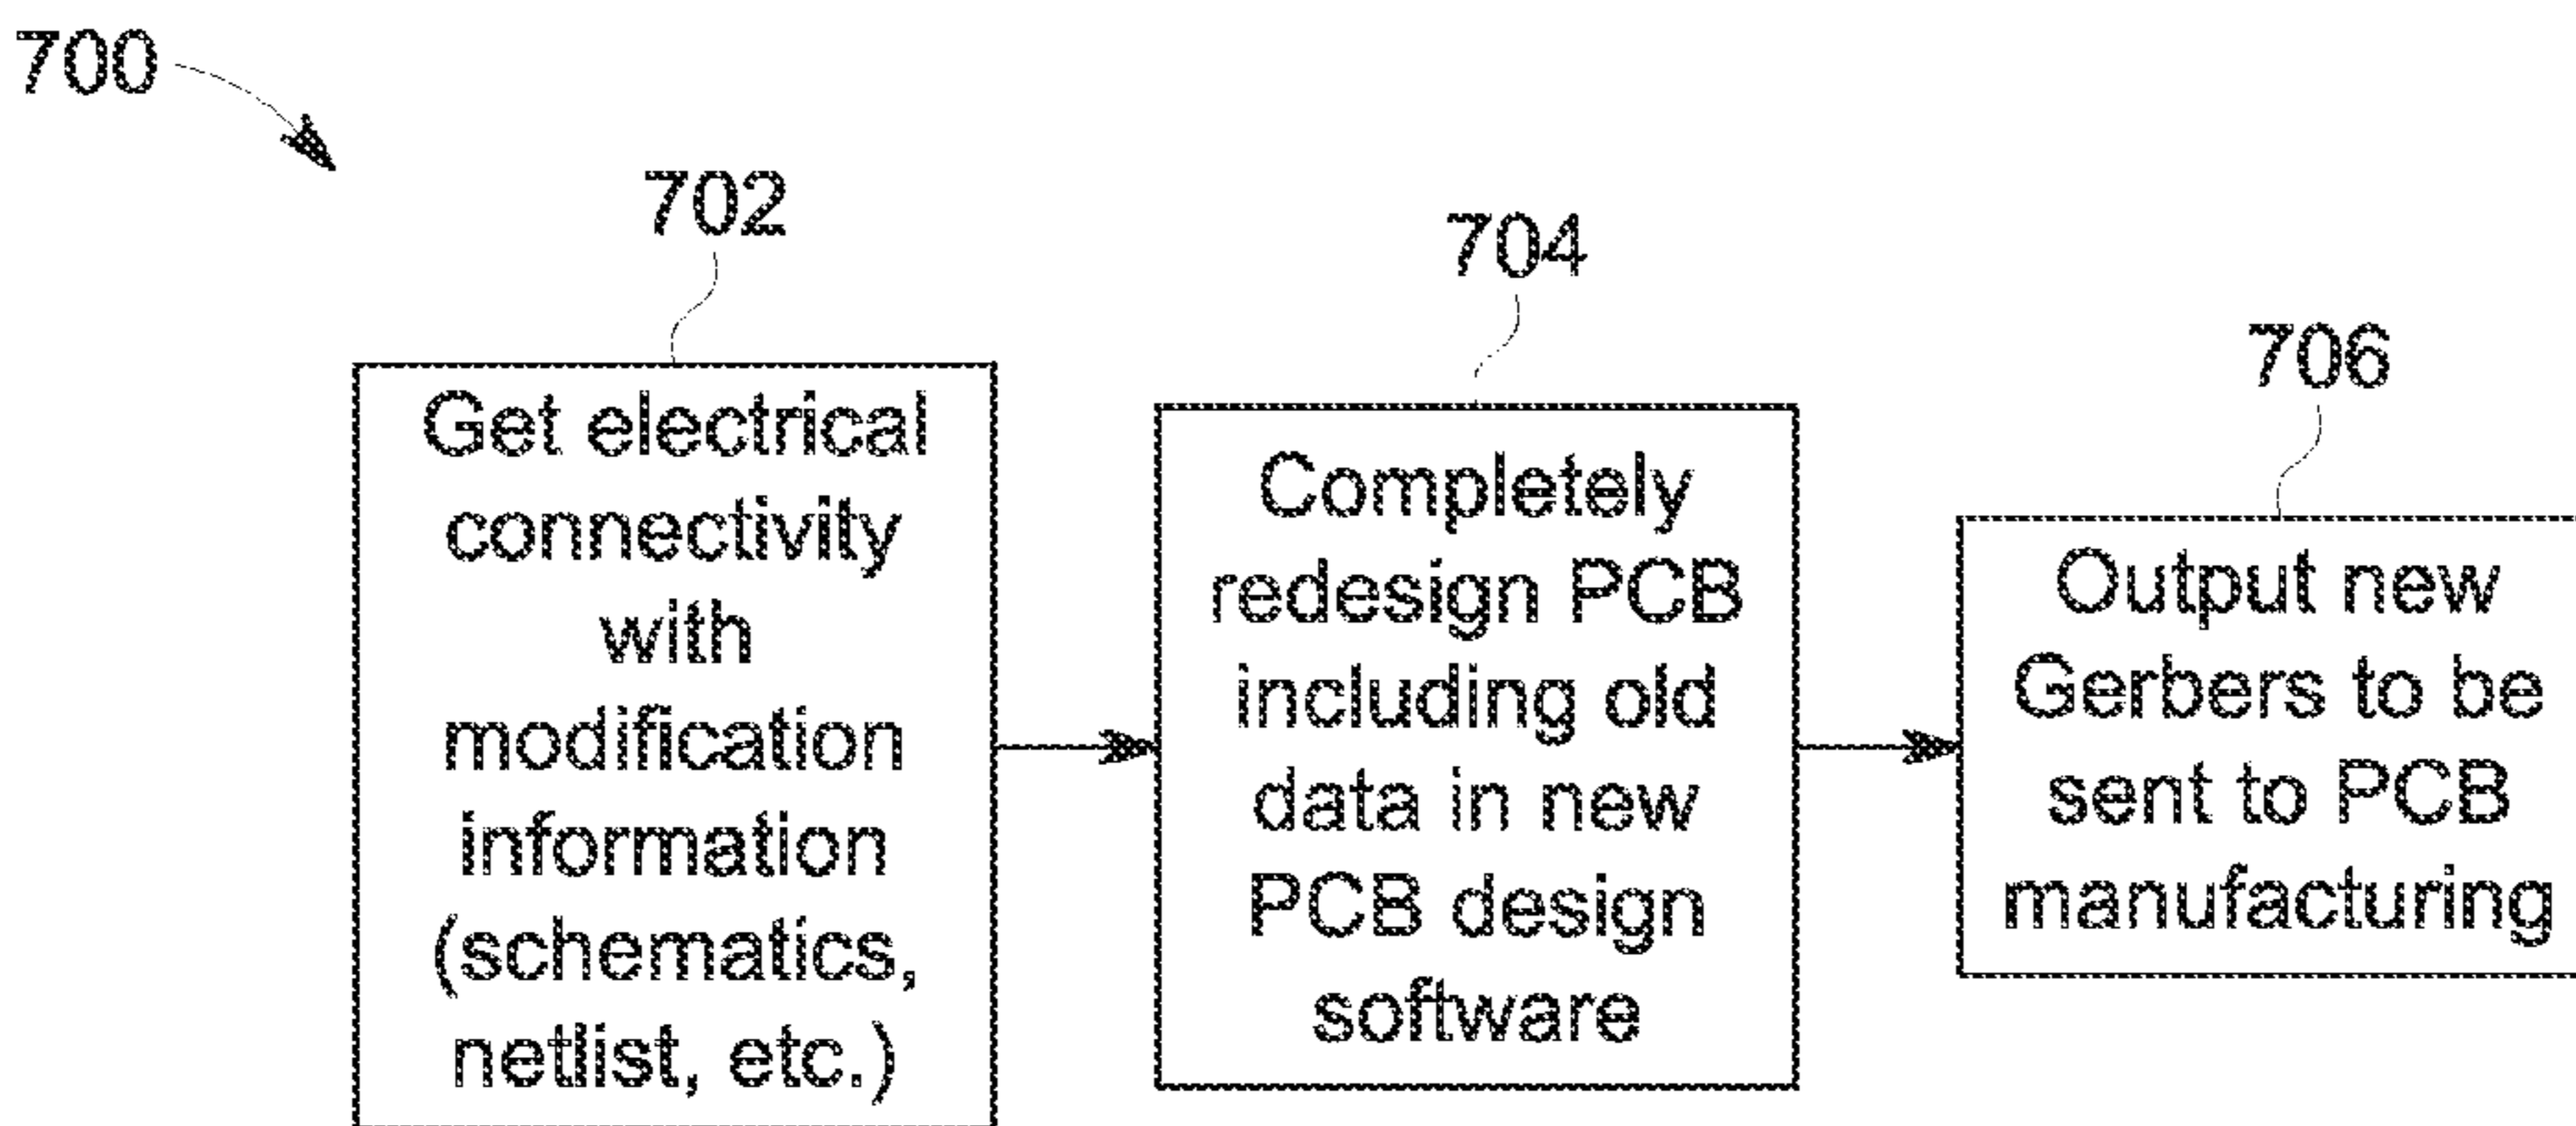 700
702
Get electrical
connectivity
with
modification
information
(schematics,
netlist, etc.)
704
Completely
redesign PCB
including old
data in new
PCB design
software
706
Output new
Gerbers to be
sent to PCB
manufacturing